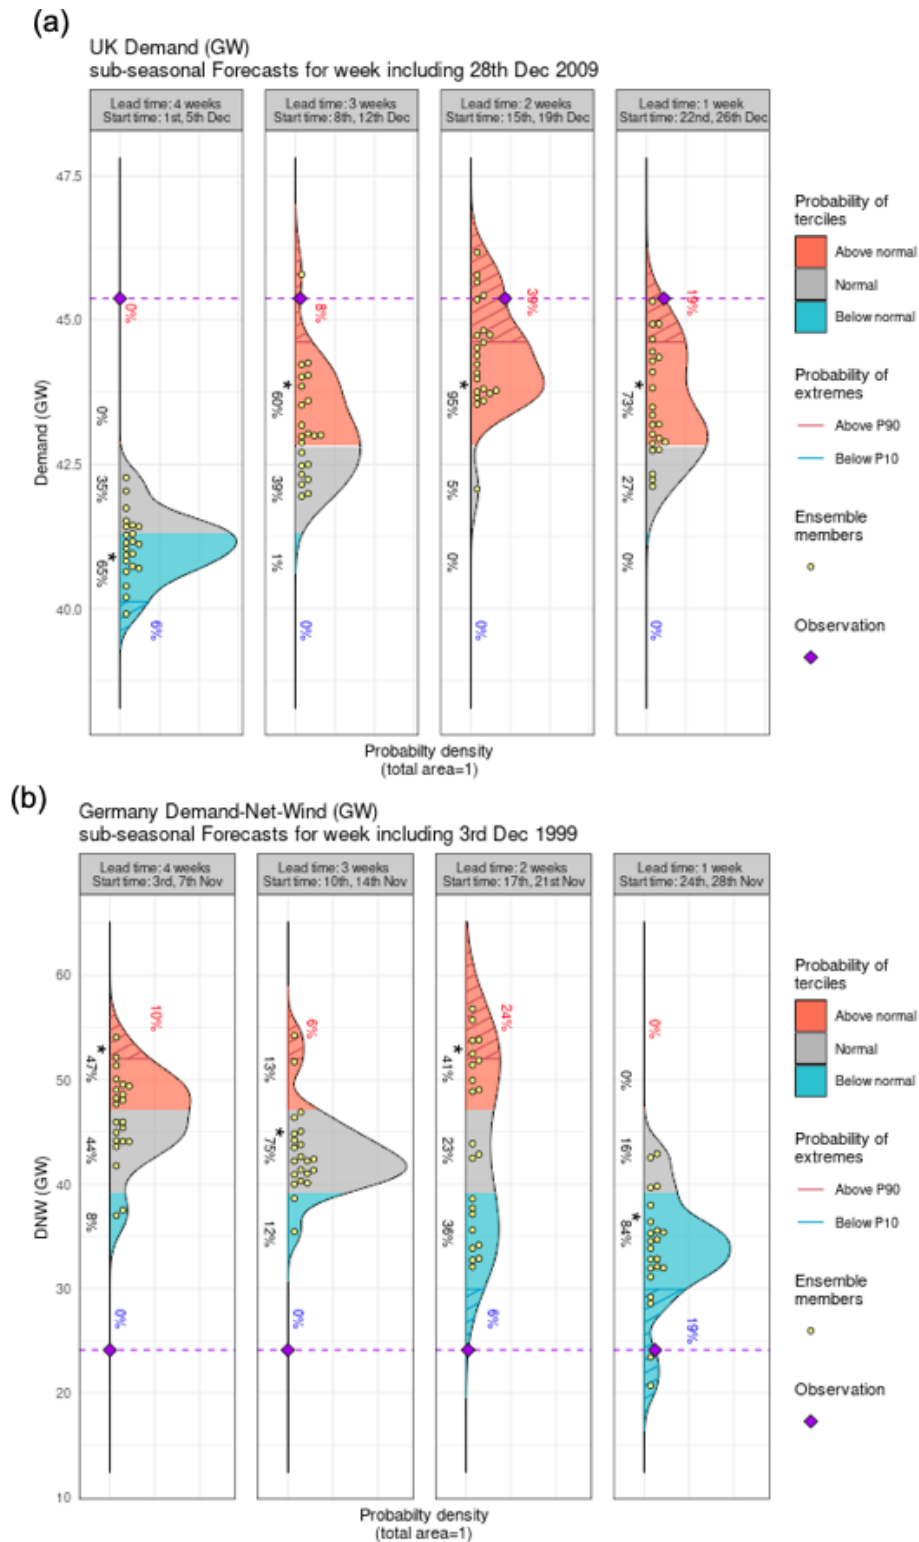 (a)
UK Demand (GW)
sub-seasonal Forecasts for week including 28th Dec 2009
Lead time: 4 weeks
Start time: 1st, 5th Dec
Lead time: 3 weeks
Start time: 8th, 12th Dec
Lead time: 2 weeks
Start time: 15th, 19th Dec
Lead time: 1 week
Start time: 22nd, 26th Dec
Demand (GW)
47.5
45.0
42.5
40.0
0%
0%
35%
*
65%
6%
8%
*
60%
39%
1%
0%
39%
*
95%
5%
0%
0%
19%
*
73%
27%
0%
0%
Probabilty density
(total area=1)
Probability of
terciles
Above normal
Normal
Below normal
Probability of
extremes
Above P90
Below P10
Ensemble
members
Observation
(b)
Germany Demand-Net-Wind (GW)
sub-seasonal Forecasts for week including 3rd Dec 1999
Lead time: 4 weeks
Start time: 3rd, 7th Nov
Lead time: 3 weeks
Start time: 10th, 14th Nov
Lead time: 2 weeks
Start time: 17th, 21st Nov
Lead time: 1 week
Start time: 24th, 28th Nov
DNW (GW)
60
50
40
30
20
10
10%
*
47%
44%
8%
0%
6%
13%
*
75%
12%
0%
24%
*
41%
23%
36%
6%
0%
0%
16%
*
84%
19%
Probabilty density
(total area=1)
Probability of
terciles
Above normal
Normal
Below normal
Probability of
extremes
Above P90
Below P10
Ensemble
members
Observation